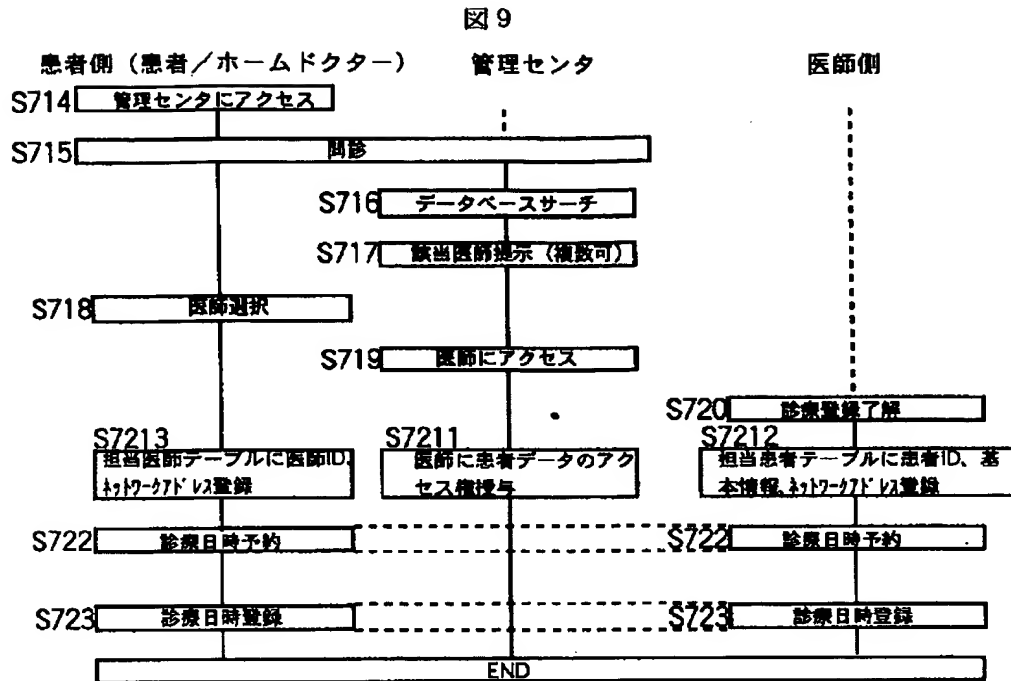 図9
患者側（患者／ホームドクター） 管理センタ 医師側
S714 管理センタにアクセス
S715 問診
S716 データベースサーチ
S717 該当医師提示（複数可）
S718 医師選択
S719 医師にアクセス
S720 診療登録了解
S7213 S7211 S7212
担当医師テーブルに医師ID、 医師に患者データのアク 担当患者テーブルに患者ID、基
ﾈｯﾄﾜｰｸｱﾄﾞﾚｽ登録 セス権授与 本情報、ﾈｯﾄﾜｰｸｱﾄﾞﾚｽ登録
S722 診療日時予約 S722 診療日時予約
S723 診療日時登録 S723 診療日時登録
END